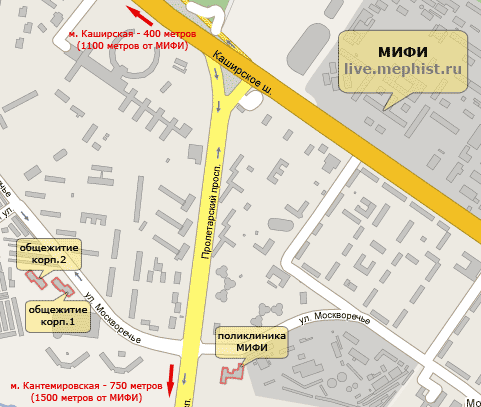 м. Каширская - 400 метров
(1100 метров от МИФИ)
Каширское ш.
МИФИ
live.mephist.ru
Пролетарский просп.
ул.
общежитие
корп.2
общежитие
корп.1
ул. Москворечье
ул. Москворечье
поликлиника
МИФИ
м. Кантемировская - 750 метров
(1500 метров от МИФИ)